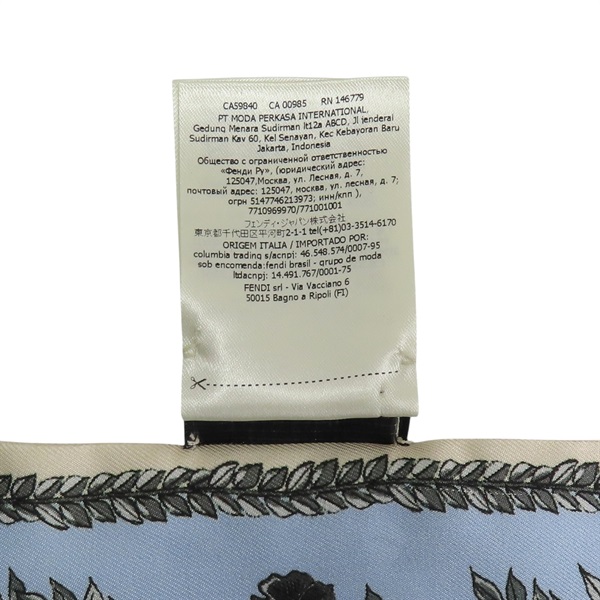 CA59840 CA 00985 RN 146779
PT MODA PERKASA INTERNATIONAL,
Gedung Menara Sudirman lt12a ABCD, Jl jenderal
Sudirman Kav 60, Kel Senayan, Kec Kebayoran Baru
Jakarta, Indonesia
Общество с ограниченной ответственностью
«Фенди Ру», (юридический адрес:
125047,Москва, ул. Лесная, д. 7,
почтовый адрес: 125047, москва, ул. лесная, д. 7;
огрн 5147746213973; инн/кпп ),
7710969970/771001001
フェンディ・ジャパン株式会社
東京都千代田区平河町2-1-1 tel(+81)03-3514-6170
ORIGEM ITALIA / IMPORTADO POR:
columbia trading s/acnpj: 46.548.574/0007-95
sob encomenda:fendi brasil - grupo de moda
ltdacnpj: 14.491.767/0001-75
FENDI srl - Via Vacciano 6
50015 Bagno a Ripoli (FI)